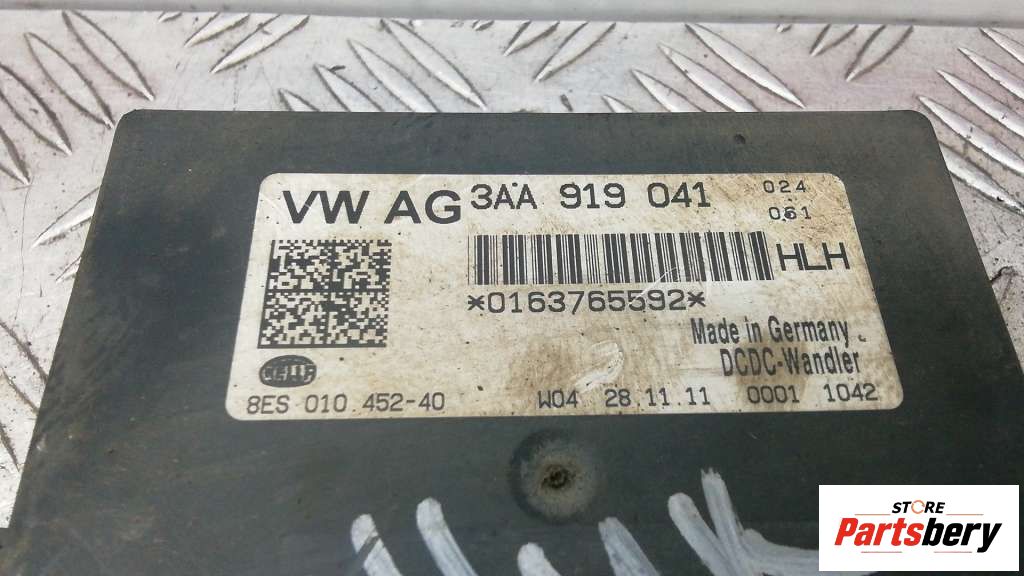 VW AG 3AA 919 041 024
061
HLH
*0163765592*
Made in Germany
DCDC-Wandler
HELLA
8ES 010 452-40 W04 28.11.11 0001 1042
STORE
Partsbery